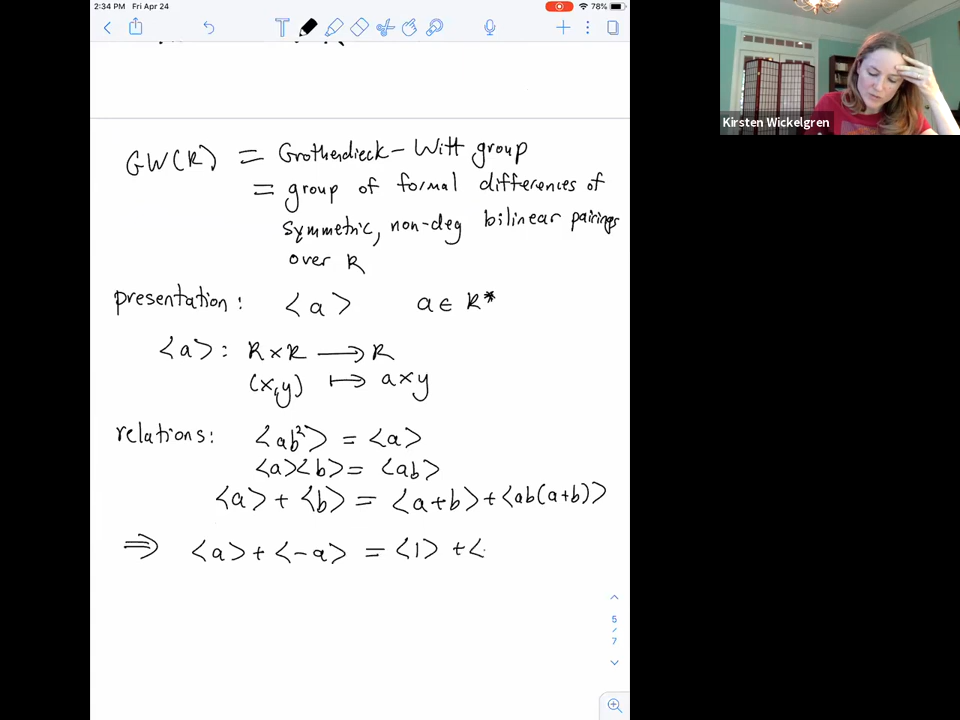 2:34 PM Fri Apr 24
78%
GW(k) = Grothendieck-Witt group
= group of formal differences of
symmetric, non-deg bilinear pairings
over k
presentation: <a> a ∈ k*
<a>: k × k → k
(x,y) ↦ axy
relations: <ab²> = <a>
<a><b> = <ab>
<a> + <b> = <a+b> + <ab(a+b)>
⇒ <a> + <-a> = <1> + <
5
/
7
Kirsten Wickelgren